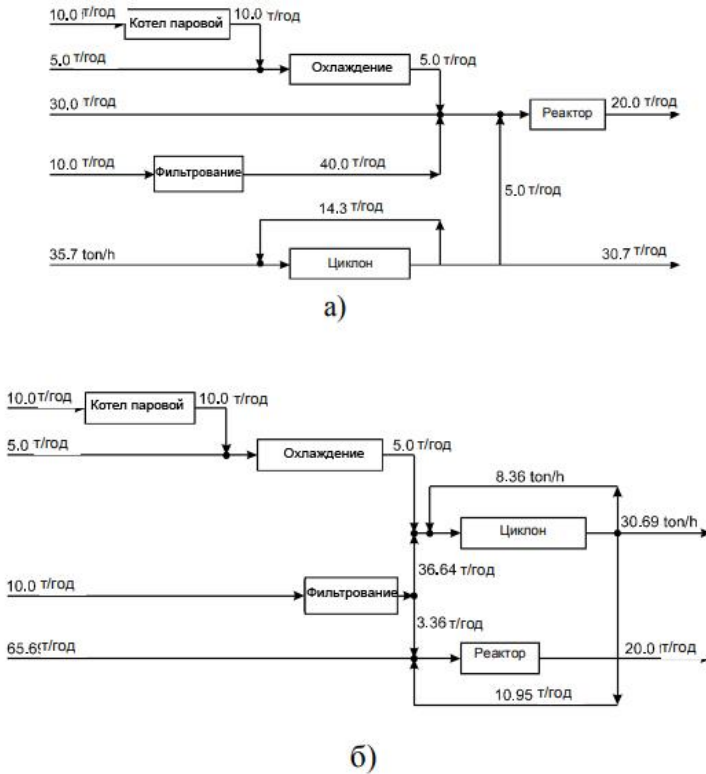 10.0 т/год
10.0 т/год
Котел паровой
5.0 т/год
Охлаждение
5.0 т/год
30.0 т/год
Реактор
20.0 т/год
10.0 т/год
Фильтрование
40.0 т/год
5.0 т/год
14.3 т/год
35.7 ton/h
Циклон
30.7 т/год
а)
10.0 т/год
Котел паровой
10.0 т/год
5.0 т/год
Охлаждение
5.0 т/год
8.36 ton/h
Циклон
30.69 ton/h
36.64 т/год
10.0 т/год
Фильтрование
3.36 т/год
65.69т/год
Реактор
20.0 т/год
10.95 т/год
б)